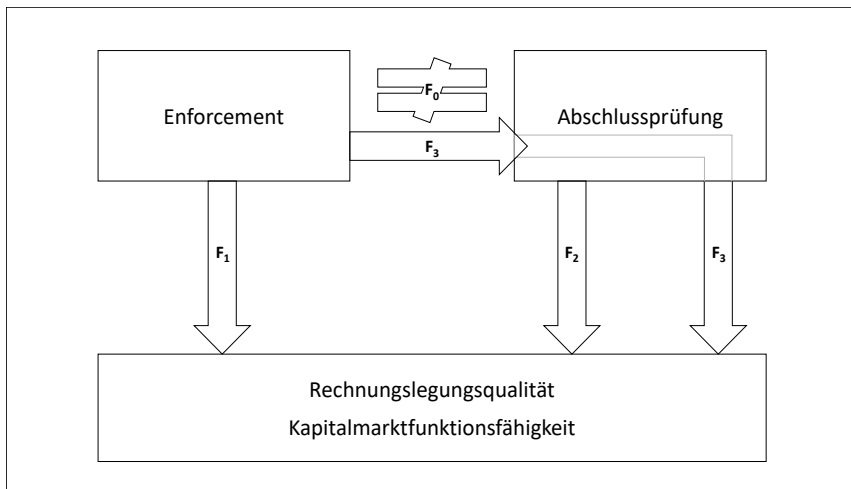 Enforcement
F₀
Abschlussprüfung
F₃
F₁
F₂
F₃
Rechnungslegungsqualität
Kapitalmarktfunktionsfähigkeit